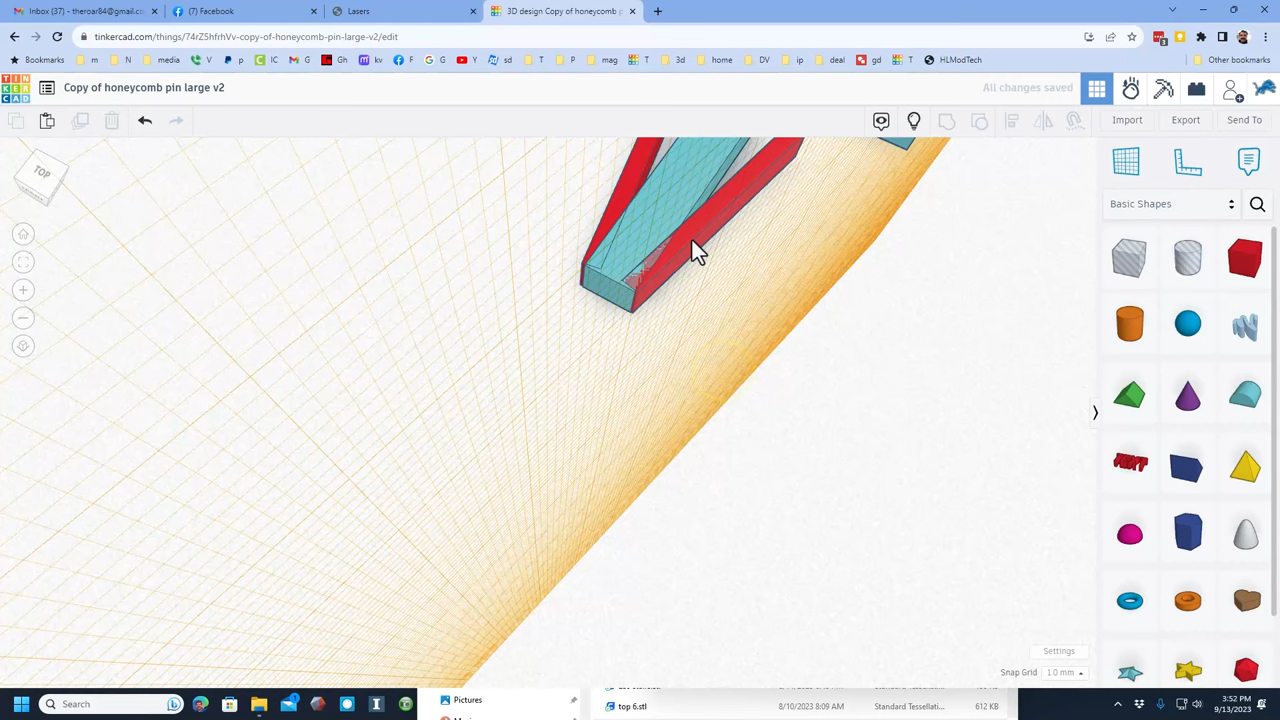 Inbox (37) - theroar84@gmail.co
(7) Facebook
Lasers
3D design Copy of honeycomb p
tinkercad.com/things/74rZ5hfrhVv-copy-of-honeycomb-pin-large-v2/edit
Bookmarks m N media V P IC G Gh kv F G Y sd T P mag T 3d home DV ip deal gd T HLModTech Other bookmarks
TIN
KER
CAD
Copy of honeycomb pin large v2
All changes saved
Import Export Send To
TOP
Basic Shapes
TEXT
Settings
Snap Grid 1.0 mm
Pictures
top 6.stl 8/10/2023 8:09 AM Standard Tessellati... 612 KB
Search
3:52 PM
9/13/2023